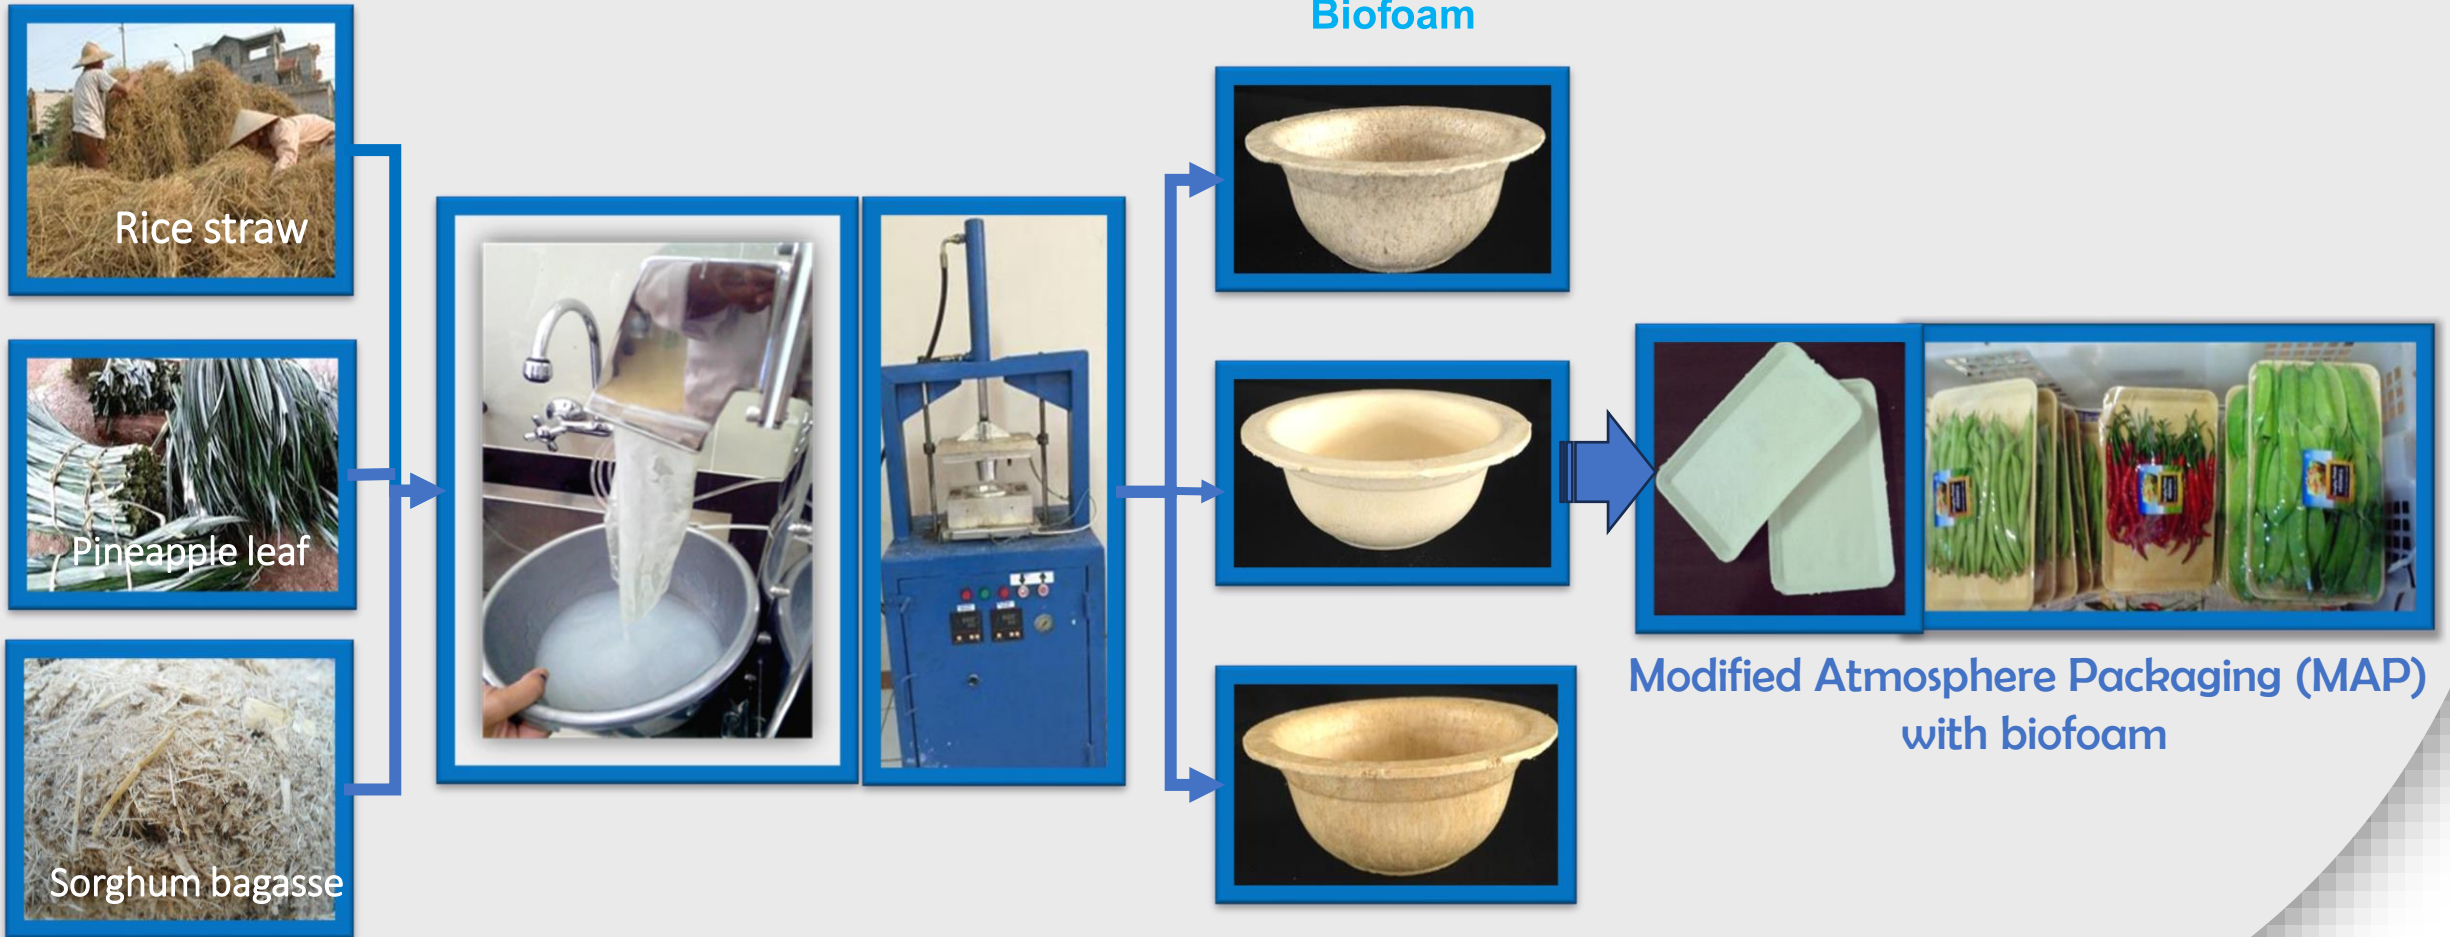 Biofoam
Rice straw
Pineapple leaf
Sorghum bagasse
Modified Atmosphere Packaging (MAP)
with biofoam